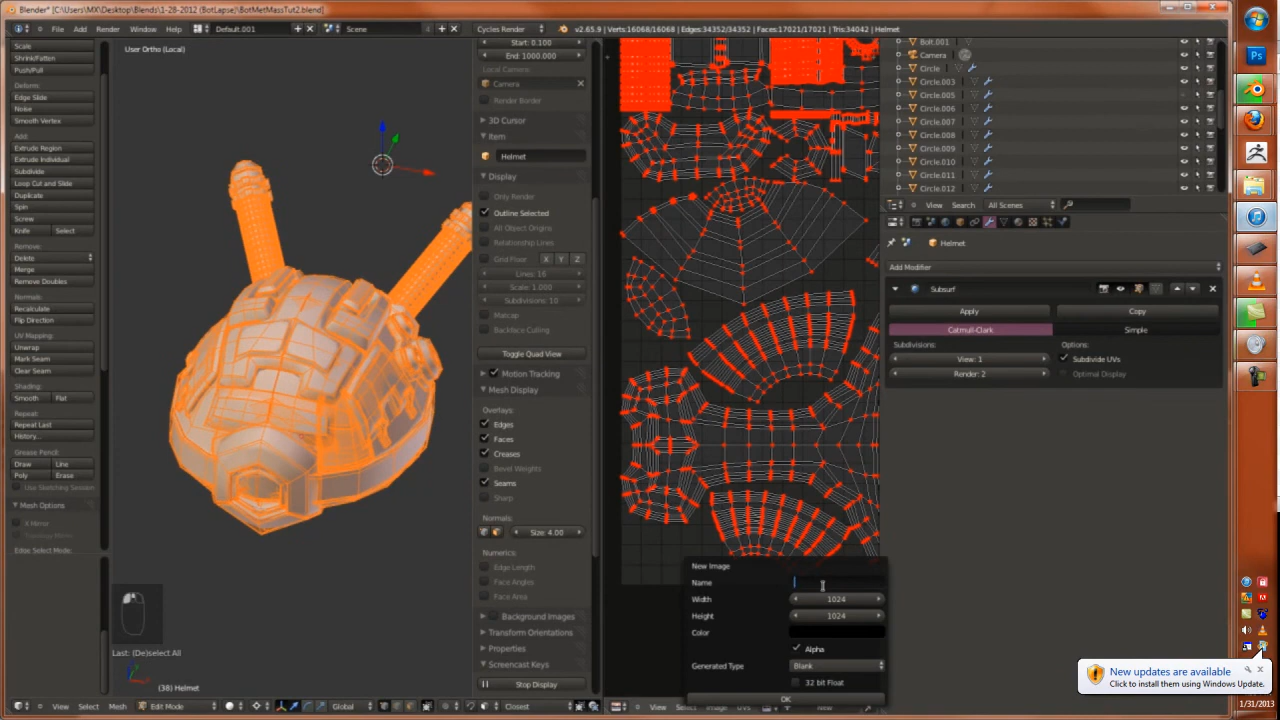 Blender* [C:\Users\MX\Desktop\Blends\1-28-2012 (BotLapse)\BotMetMassTut2.blend]
File Add Render Window Help Default.001 Scene 4 Cycles Render v2.65.9 | Verts:16068/16068 | Edges:34352/34352 | Faces:17021/17021 | Tris:34042 | Helmet
Scale
Shrink/Fatten
Push/Pull
Deform:
Edge Slide
Noise
Smooth Vertex
Add:
Extrude Region
Extrude Individual
Subdivide
Loop Cut and Slide
Duplicate
Spin
Screw
Knife Select
Remove:
Delete
Merge
Remove Doubles
Normals:
Recalculate
Flip Direction
UV Mapping:
Unwrap
Mark Seam
Clear Seam
Shading:
Smooth Flat
Repeat:
Repeat Last
History...
Grease Pencil:
Draw Line
Poly Erase
Use Sketching Session
Mesh Options
X Mirror
Topology Mirror
Edge Select Mode:
User Ortho (Local)
Last: (De)select All
(38) Helmet
View Select Mesh Edit Mode Global Closest
Start: 0.100
End: 1000.000
Local Camera:
Camera
Render Border
3D Cursor
Item
Helmet
Display
Only Render
Outline Selected
All Object Origins
Relationship Lines
Grid Floor X Y Z
Lines: 16
Scale: 1.000
Subdivisions: 10
Matcap
Backface Culling
Toggle Quad View
Motion Tracking
Mesh Display
Overlays:
Edges
Faces
Creases
Bevel Weights
Seams
Sharp
Normals:
Size: 4.00
Numerics:
Edge Length
Face Angles
Face Area
Background Images
Transform Orientations
Properties
Screencast Keys
Stop Display
New Image
Name
Width 1024
Height 1024
Color
Alpha
Generated Type Blank
32 bit Float
OK
View Select Image UVs New
Bolt.001
Camera
Circle
Circle.003
Circle.005
Circle.006
Circle.007
Circle.008
Circle.009
Circle.010
Circle.011
Circle.012
View Search All Scenes
Helmet
Add Modifier
Subsurf
Apply Copy
Catmull-Clark Simple
Subdivisions: Options:
View: 1 Subdivide UVs
Render: 2 Optimal Display
Ps
New updates are available
Click to install them using Windows Update.
1/31/2013